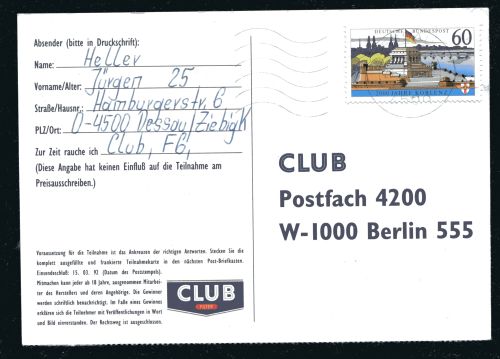 Absender (bitte in Druckschrift):
Name: Heller
Vorname/Alter: Jürgen 25
Straße/Hausnr.: Hamburgerstr. 6
PLZ/Ort: O-4500 Dessau/Ziebigk
Zur Zeit rauche ich Club, F6,
(Diese Angabe hat keinen Einfluß auf die Teilnahme am
Preisausschreiben.)
DEUTSCHE BUNDESPOST
60
2000 JAHRE KOBLENZ
CLUB
Postfach 4200
W-1000 Berlin 555
Voraussetzung für die Teilnahme ist das Ankreuzen der richtigen Antworten. Stecken Sie die
komplett ausgefüllte und frankierte Teilnahmekarte in den nächsten Post-Briefkasten.
Einsendeschluß: 15. 03. 92 (Datum des Poststempels).
Mitmachen kann jeder ab 18 Jahre, ausgenommen Mitarbei-
ter des Herstellers und deren Angehörige. Die Gewinner
werden schriftlich benachrichtigt. Im Falle eines Gewinnes
erklären sich die Teilnehmer mit Veröffentlichungen in Wort
und Bild einverstanden. Der Rechtsweg ist ausgeschlossen.
CLUB
FILTER